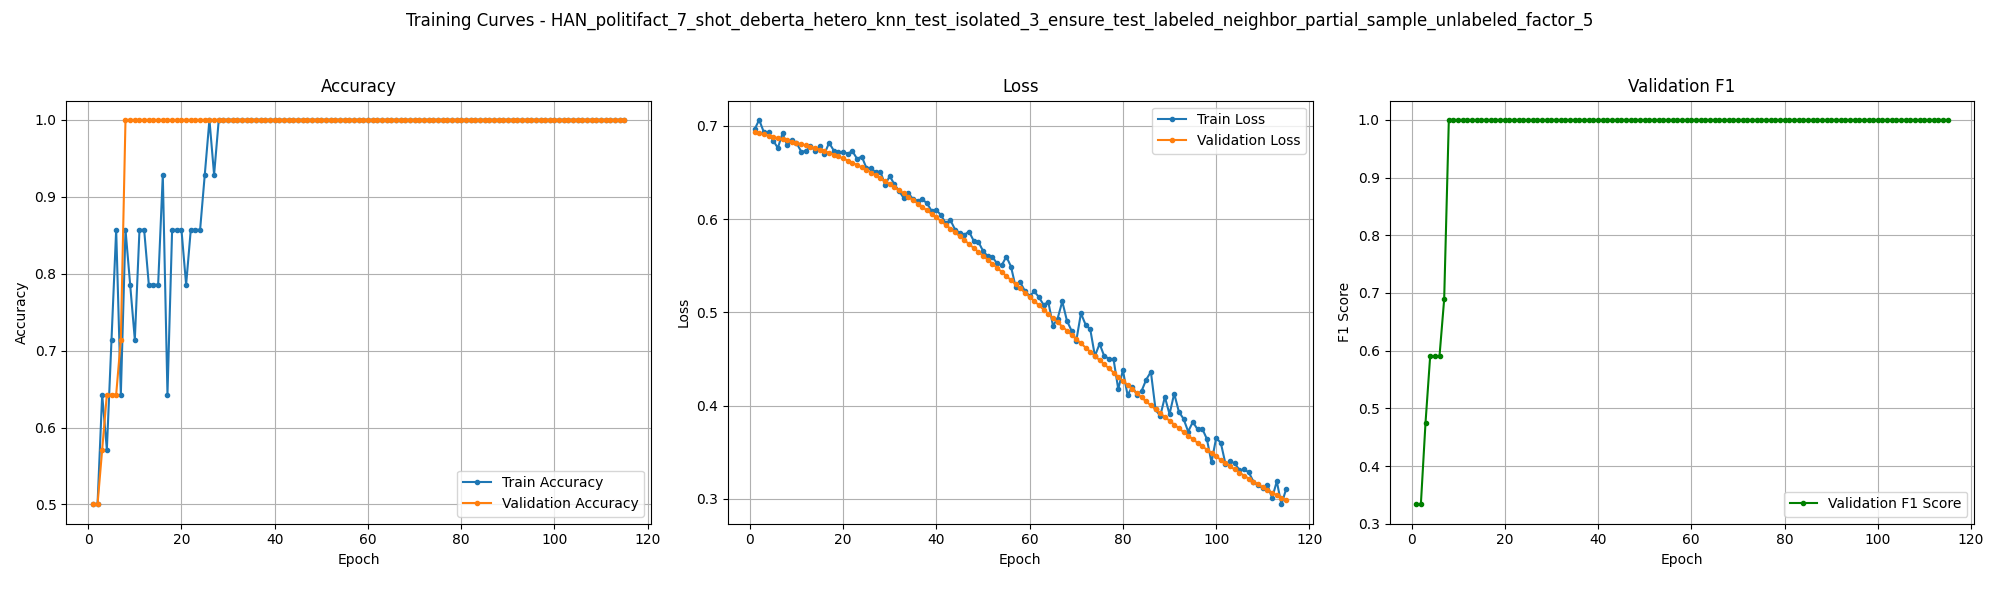 Training Curves - HAN_politifact_7_shot_deberta_hetero_knn_test_isolated_3_ensure_test_labeled_neighbor_partial_sample_unlabeled_factor_5
Accuracy
1.0
0.9
0.8
0.7
0.6
0.5
Accuracy
0 20 40 60 80 100 120
Epoch
Train Accuracy
Validation Accuracy
Loss
0.7
0.6
0.5
0.4
0.3
Loss
0 20 40 60 80 100 120
Epoch
Train Loss
Validation Loss
Validation F1
1.0
0.9
0.8
0.7
0.6
0.5
0.4
0.3
F1 Score
0 20 40 60 80 100 120
Epoch
Validation F1 Score